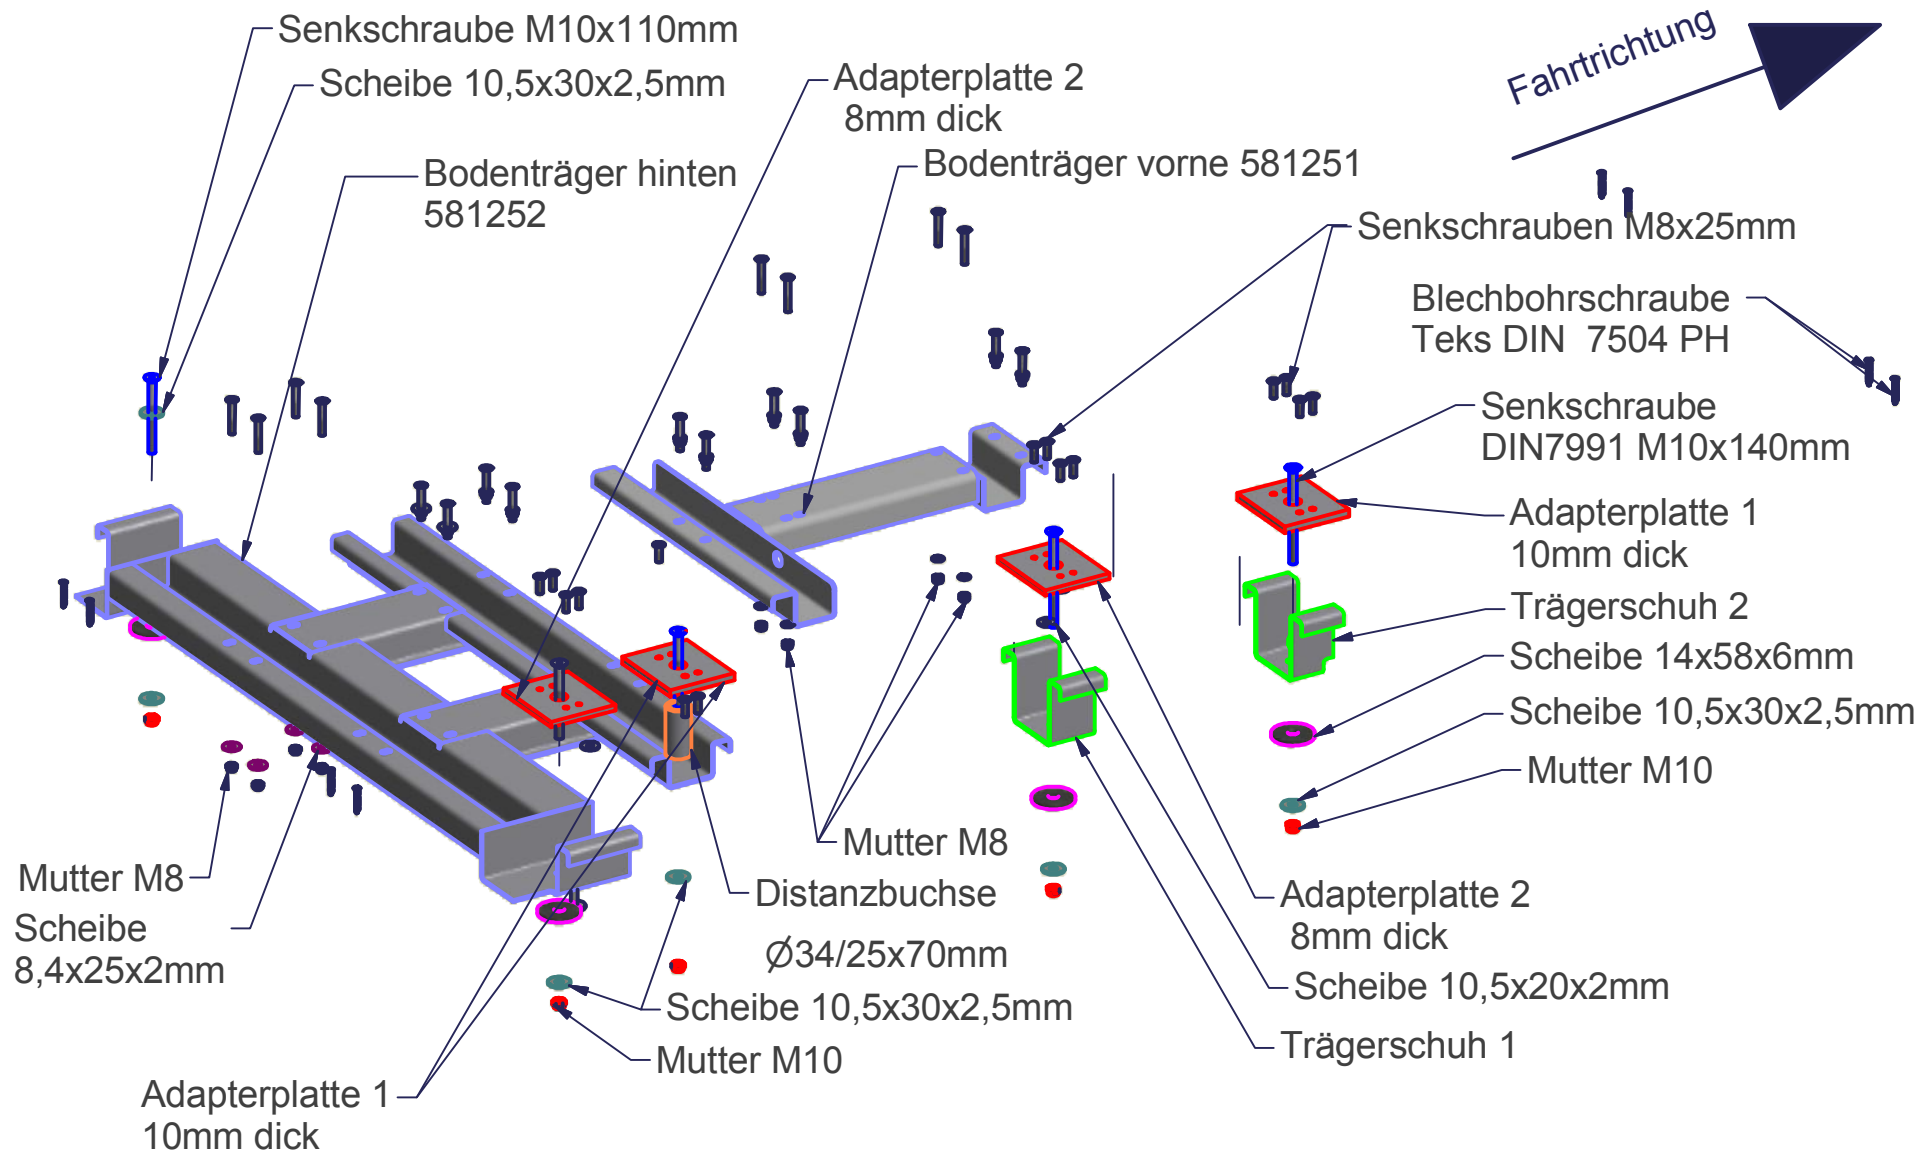 Senkschraube M10x110mm
Scheibe 10,5x30x2,5mm
Adapterplatte 2
8mm dick
Fahrtrichtung
Bodenträger hinten
581252
Bodenträger vorne 581251
Senkschrauben M8x25mm
Blechbohrschraube
Teks DIN 7504 PH
Senkschraube
DIN7991 M10x140mm
Adapterplatte 1
10mm dick
Trägerschuh 2
Scheibe 14x58x6mm
Scheibe 10,5x30x2,5mm
Mutter M10
Mutter M8
Mutter M8
Scheibe
8,4x25x2mm
Distanzbuchse
Ø34/25x70mm
Adapterplatte 2
8mm dick
Scheibe 10,5x20x2mm
Scheibe 10,5x30x2,5mm
Trägerschuh 1
Mutter M10
Adapterplatte 1
10mm dick